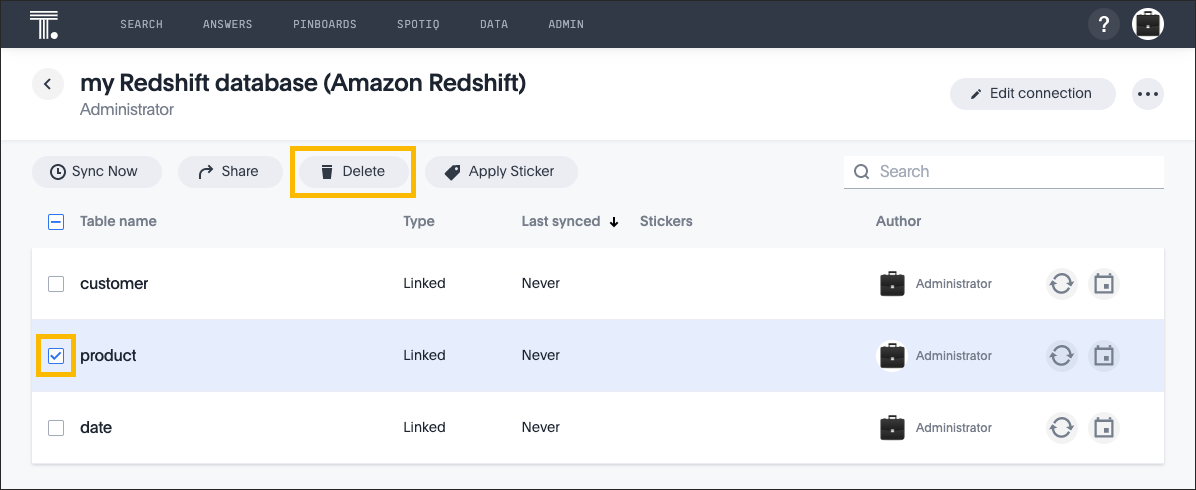 T. SEARCH ANSWERS PINBOARDS SPOTIQ DATA ADMIN ?
my Redshift database (Amazon Redshift)
Administrator
Edit connection
Sync Now Share Delete Apply Sticker Search
Table name Type Last synced Stickers Author
customer Linked Never Administrator
product Linked Never Administrator
date Linked Never Administrator